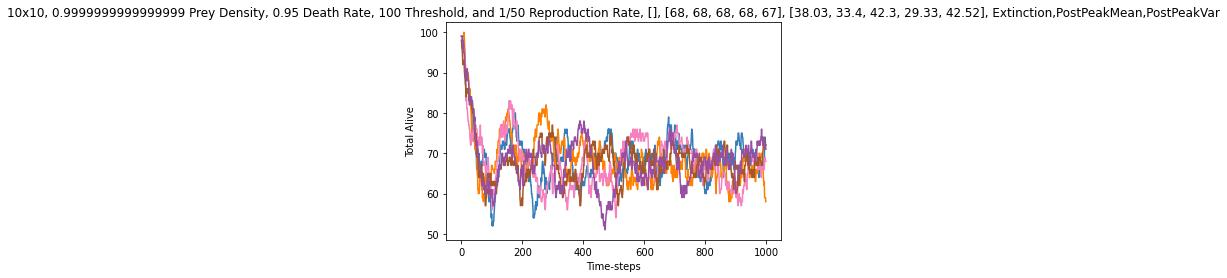 10x10, 0.9999999999999999 Prey Density, 0.95 Death Rate, 100 Threshold, and 1/50 Reproduction Rate, [], [68, 68, 68, 68, 67], [38.03, 33.4, 42.3, 29.33, 42.52], Extinction,PostPeakMean,PostPeakVar
100
90
80
70
60
50
Total Alive
0 200 400 600 800 1000
Time-steps